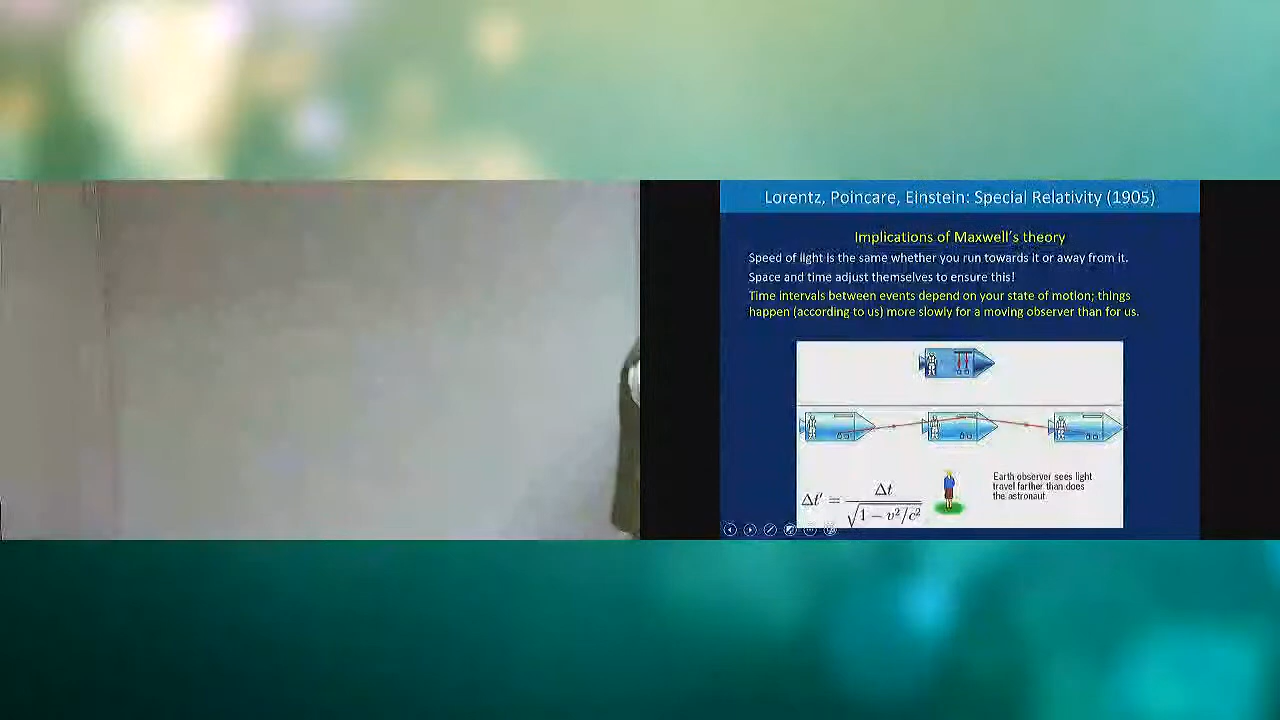 Lorentz, Poincare, Einstein: Special Relativity (1905)
Implications of Maxwell's theory
Speed of light is the same whether you run towards it or away from it.
Space and time adjust themselves to ensure this!
Time intervals between events depend on your state of motion; things
happen (according to us) more slowly for a moving observer than for us.
Earth observer sees light
travel farther than does
the astronaut
Δt′ = Δt / √1 − v²/c²